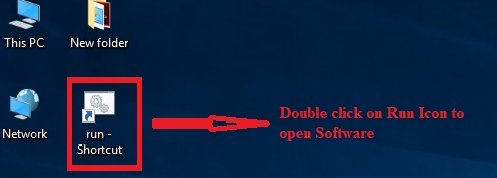 This PC
New folder
Network
run -
Shortcut
Double click on Run Icon to
open Software